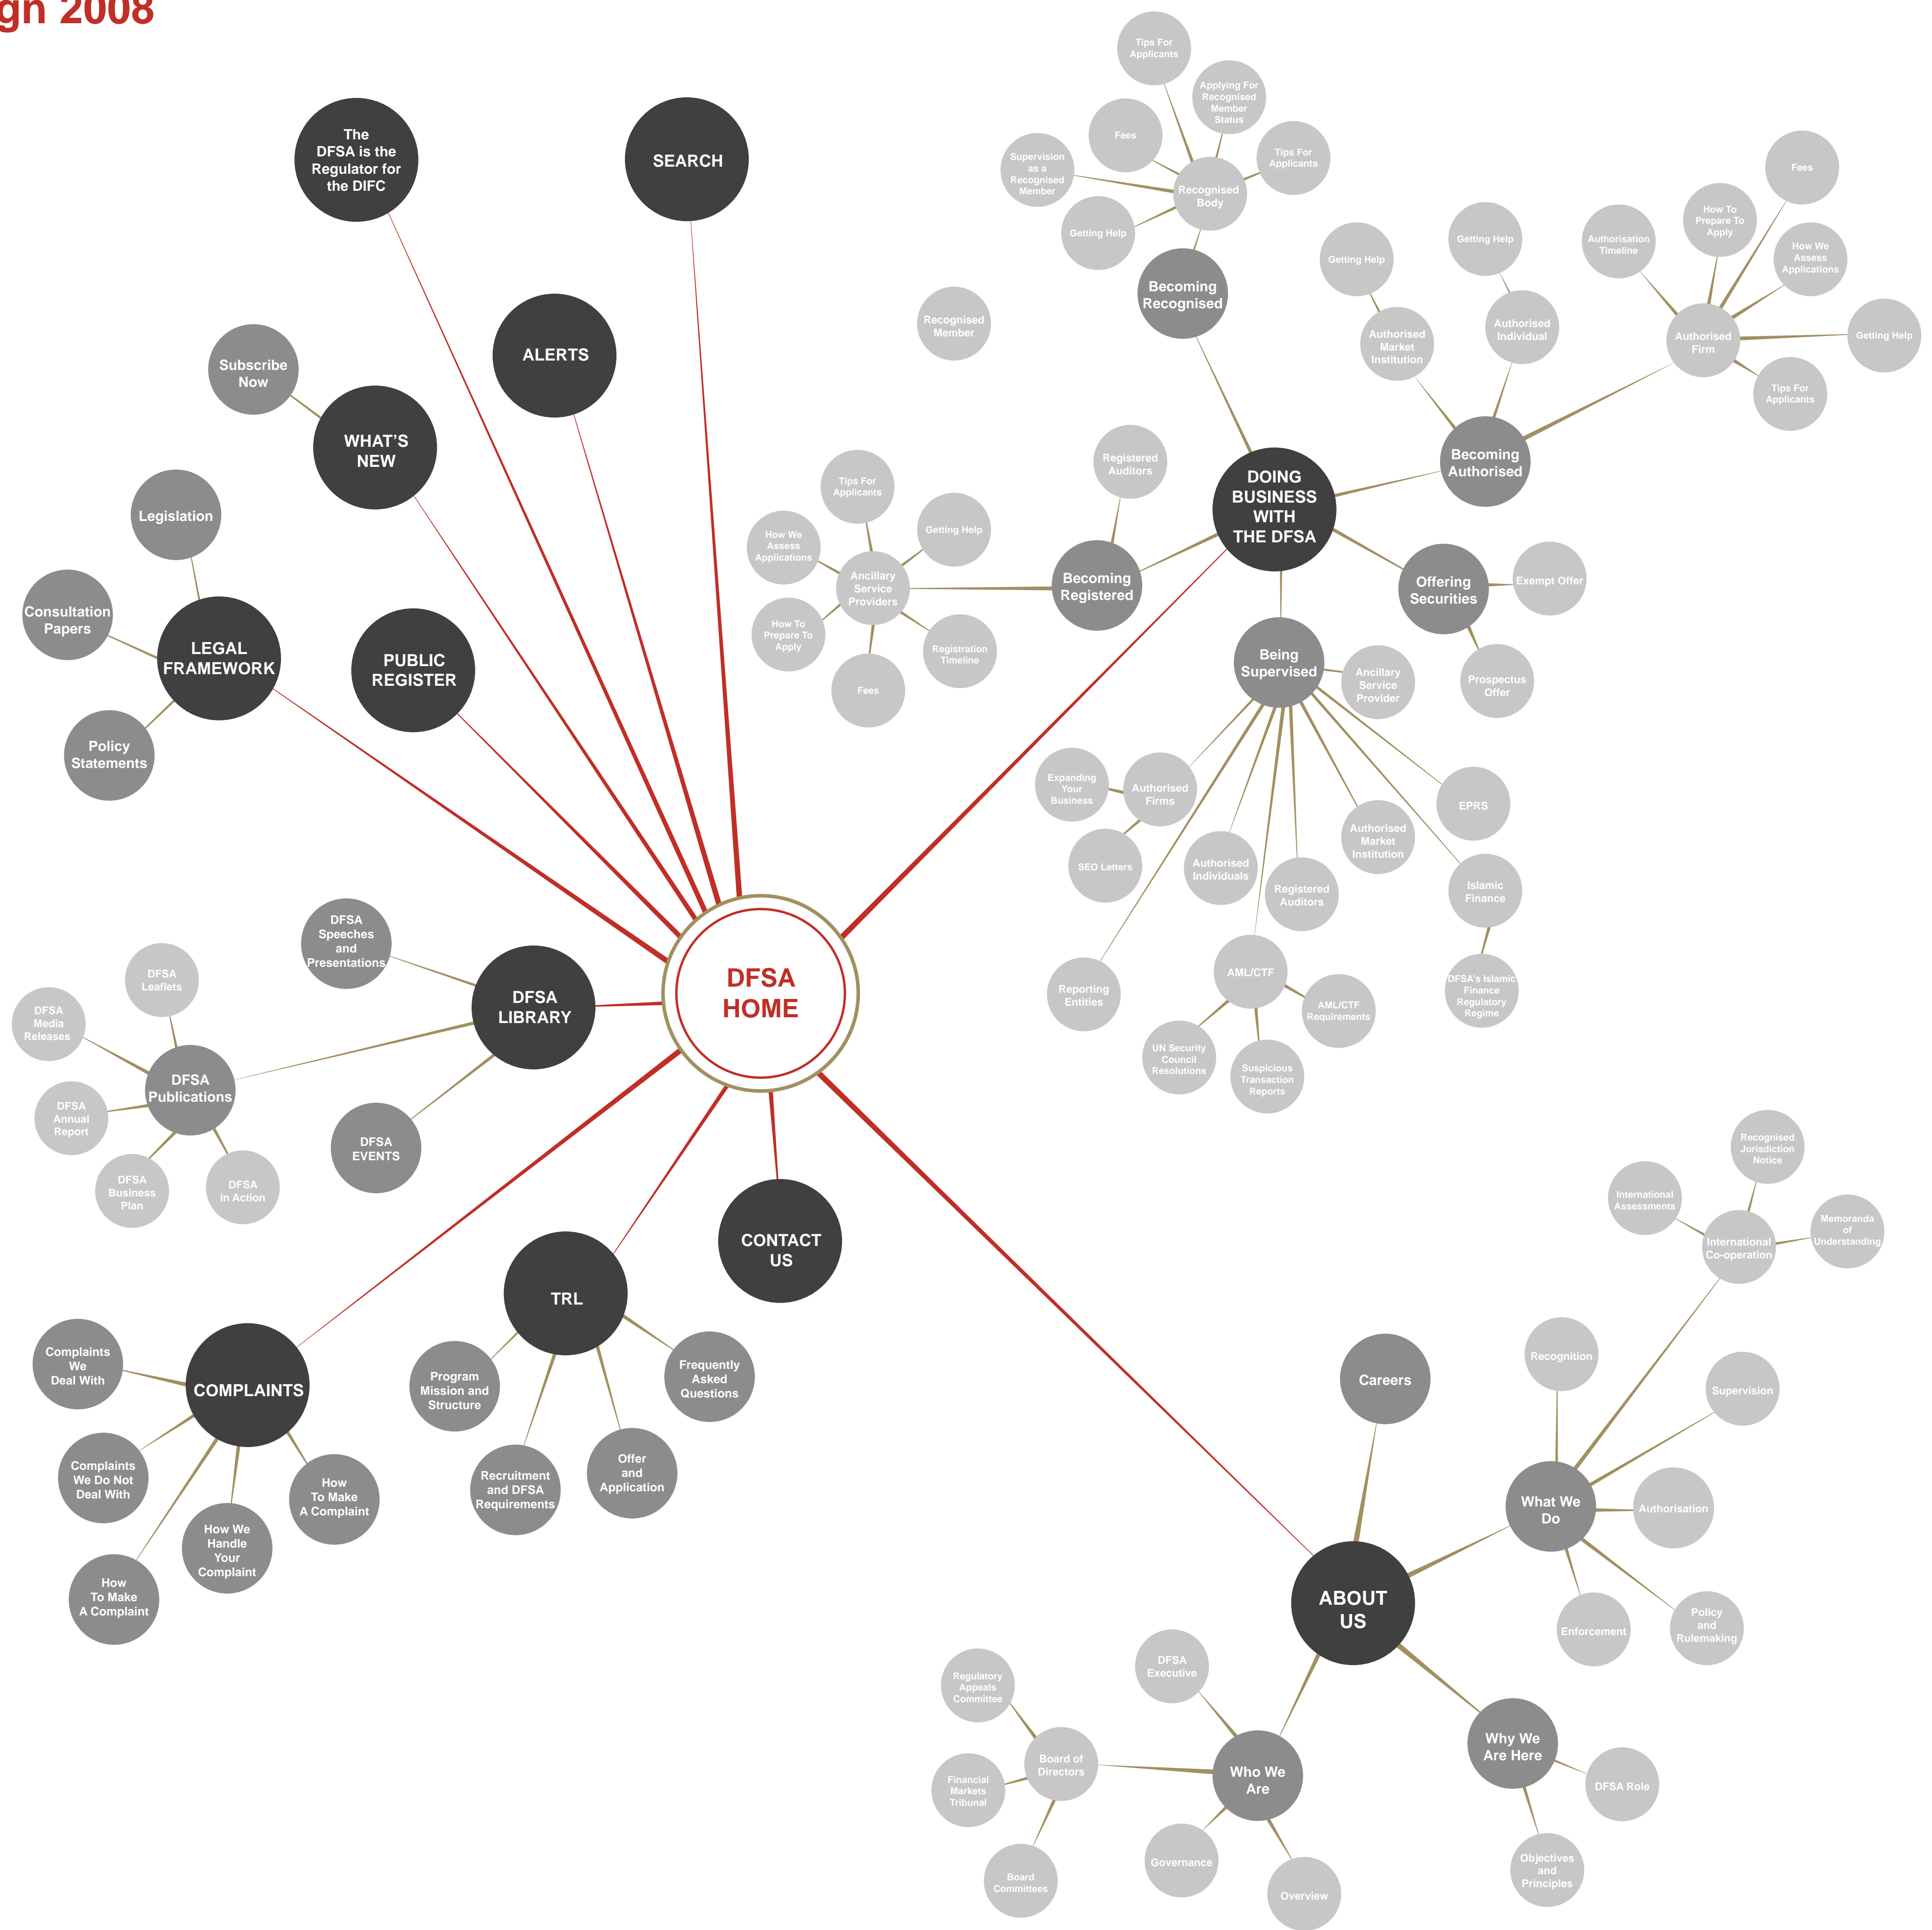 gn 2008
The
DFSA is the
Regulator for
the DIFC
SEARCH
ALERTS
Subscribe
Now
WHAT'S
NEW
Legislation
Consultation
Papers
LEGAL
FRAMEWORK
Policy
Statements
PUBLIC
REGISTER
Tips For
Applicants
Applying For
Recognised
Member
Status
Fees
Tips For
Applicants
Supervision
as a
Recognised
Member
Recognised
Body
Getting Help
Becoming
Recognised
Recognised
Member
Getting Help
Authorised
Market
Institution
Getting Help
Authorised
Individual
Authorisation
Timeline
How To
Prepare To
Apply
Fees
How We
Assess
Applications
Authorised
Firm
Getting Help
Tips For
Applicants
Becoming
Authorised
DOING
BUSINESS
WITH
THE DFSA
Registered
Auditors
Tips For
Applicants
Getting Help
How We
Assess
Applications
Ancillary
Service
Providers
Becoming
Registered
How To
Prepare To
Apply
Registration
Timeline
Fees
Offering
Securities
Exempt Offer
Prospectus
Offer
Being
Supervised
Ancillary
Service
Provider
Expanding
Your
Business
Authorised
Firms
SEO Letters
Authorised
Individuals
Registered
Auditors
Authorised
Market
Institution
EPRS
Islamic
Finance
DFSA's Islamic
Finance
Regulatory
Regime
Reporting
Entities
AML/CTF
AML/CTF
Requirements
UN Security
Council
Resolutions
Suspicious
Transaction
Reports
DFSA
HOME
DFSA
Speeches
and
Presentations
DFSA
LIBRARY
DFSA
Leaflets
DFSA
Media
Releases
DFSA
Publications
DFSA
Annual
Report
DFSA
Business
Plan
DFSA
in Action
DFSA
EVENTS
CONTACT
US
TRL
Program
Mission and
Structure
Frequently
Asked
Questions
Recruitment
and DFSA
Requirements
Offer
and
Application
Complaints
We
Deal With
COMPLAINTS
Complaints
We Do Not
Deal With
How
To Make
A Complaint
How We
Handle
Your
Complaint
How
To Make
A Complaint
Recognised
Jurisdiction
Notice
International
Assessments
Memoranda
of
Understanding
International
Co-operation
Careers
Recognition
Supervision
What We
Do
Authorisation
Enforcement
Policy
and
Rulemaking
ABOUT
US
DFSA
Executive
Regulatory
Appeals
Committee
Board of
Directors
Who We
Are
Financial
Markets
Tribunal
Board
Committees
Governance
Overview
Why We
Are Here
DFSA Role
Objectives
and
Principles